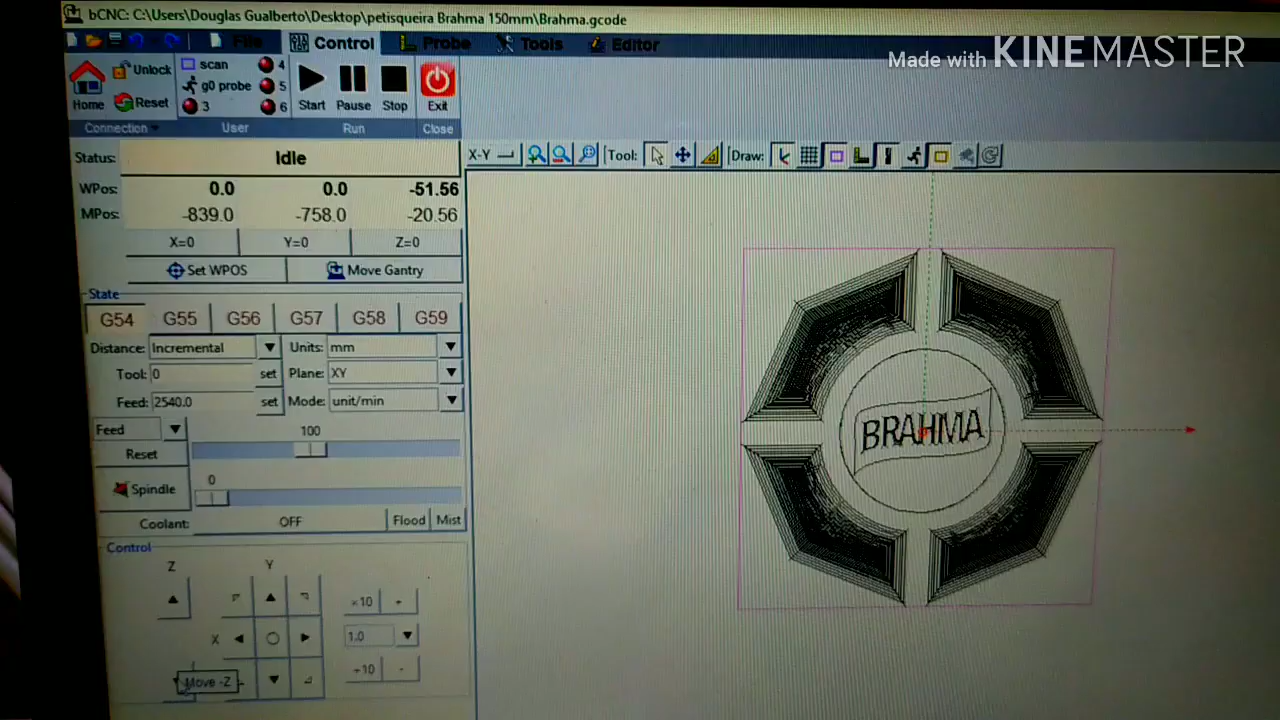 bCNC: C:\Users\Douglas Gualberto\Desktop\petisqueira Brahma 150mm\Brahma.gcode
File Control Probe Tools Editor
Made with KINEMASTER
Unlock scan 4
g0 probe 5
Home Reset 3 6 Start Pause Stop Exit
Connection User Run Close
Status: Idle
X-Y Tool: Draw:
WPos: 0.0 0.0 -51.56
MPos: -839.0 -758.0 -20.56
X=0 Y=0 Z=0
Set WPOS Move Gantry
State
G54 G55 G56 G57 G58 G59
Distance: Incremental Units: mm
Tool: 0 set Plane: XY
Feed: 2540.0 set Mode: unit/min
Feed 100
Reset
0
Spindle
Coolant: OFF Flood Mist
Control
Z Y
×10 +
X 1.0
÷10 -
Move -Z
BRAHMA